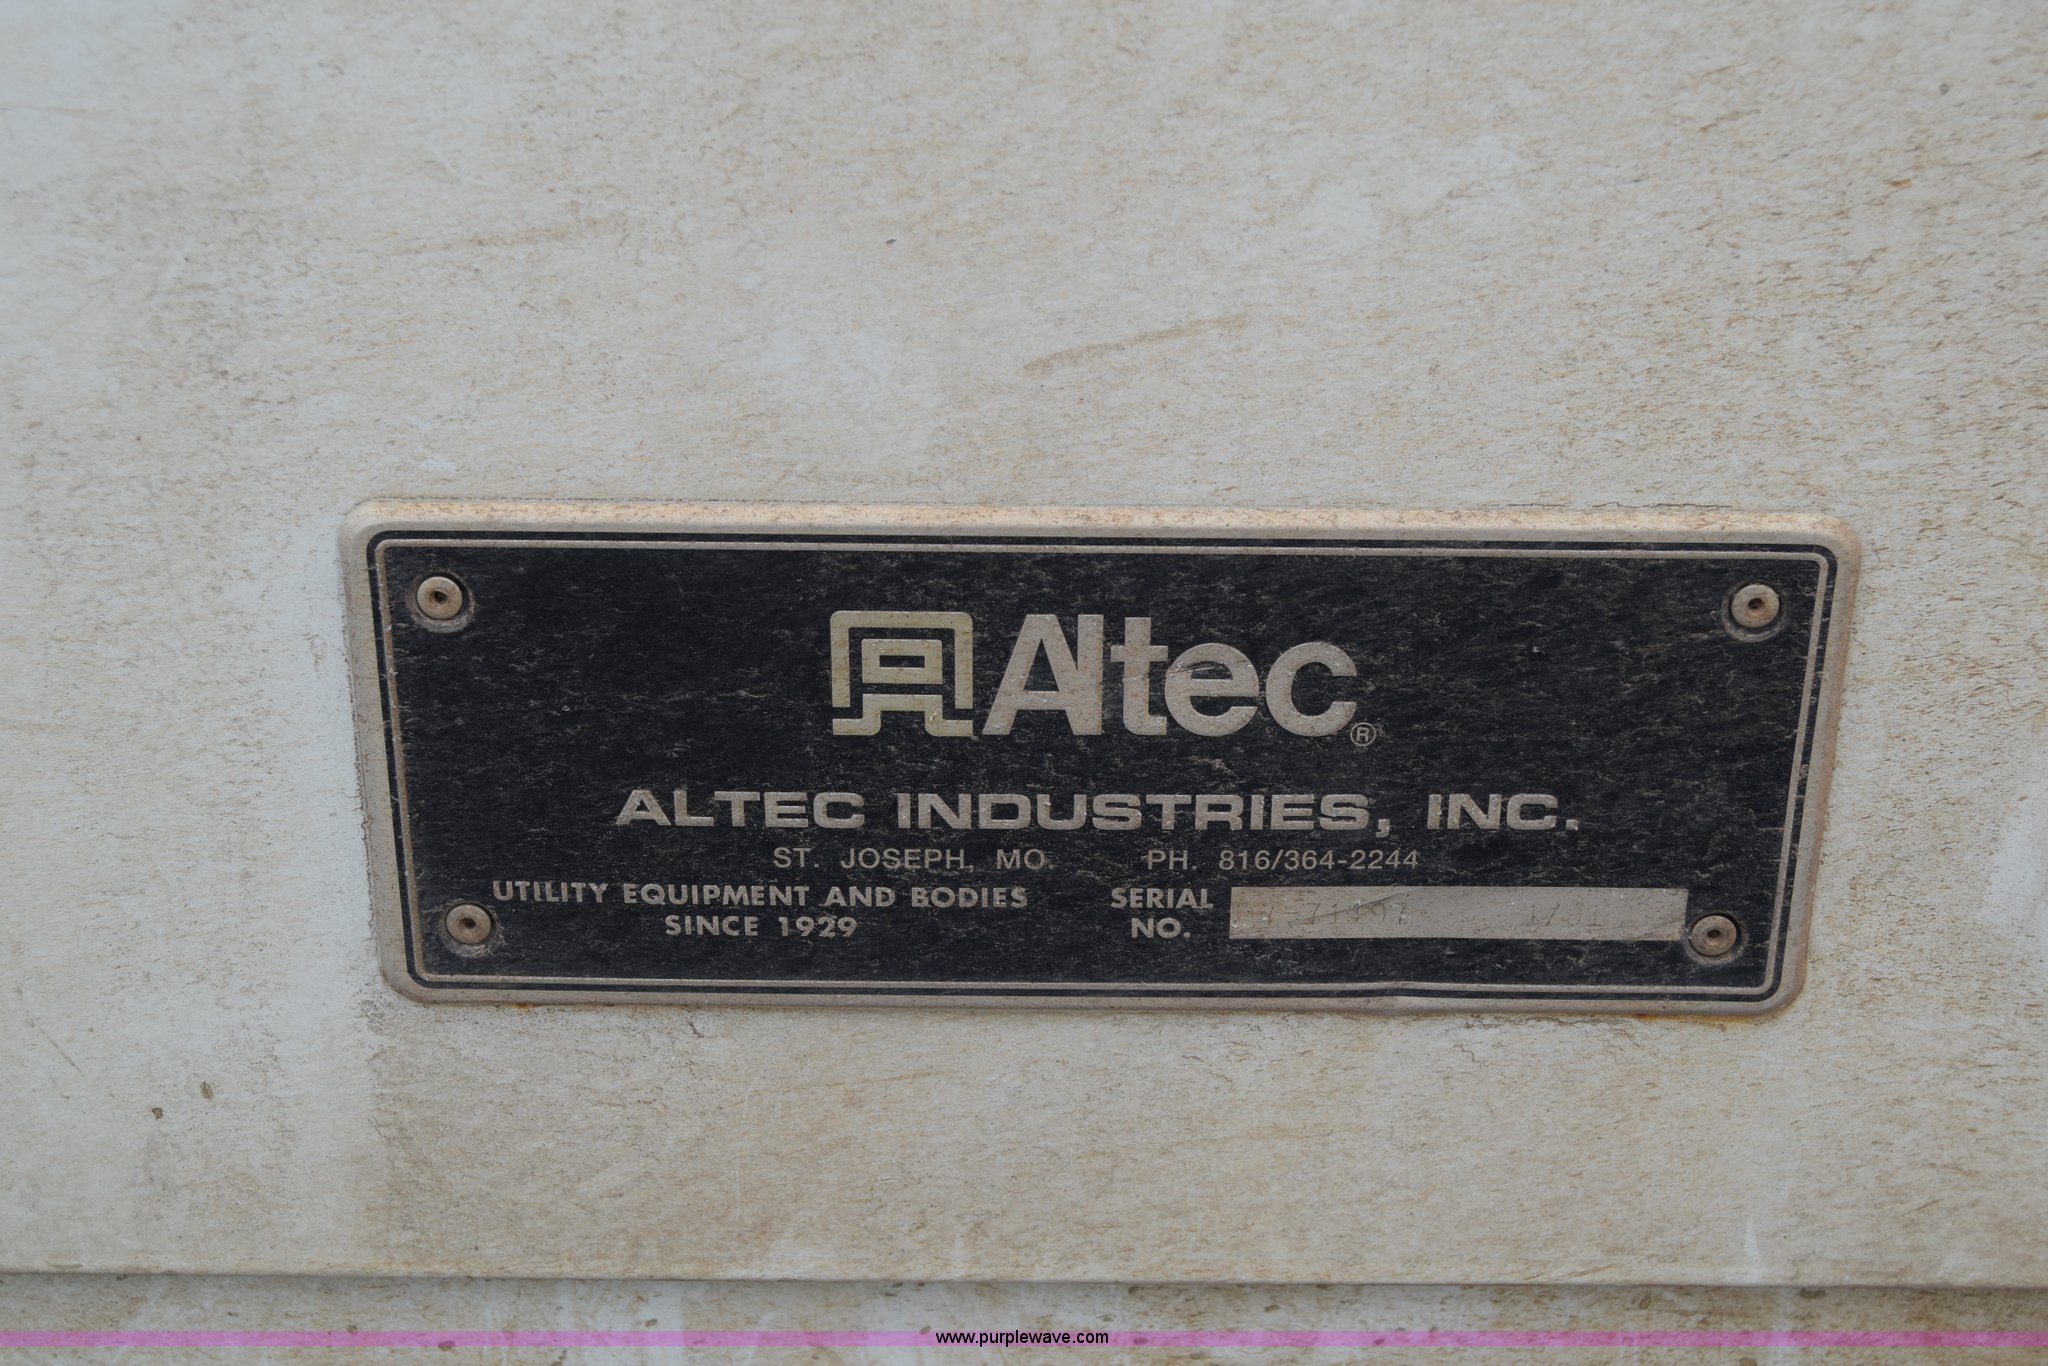 Altec®
ALTEC INDUSTRIES, INC.
ST. JOSEPH, MO. PH. 816/364-2244
UTILITY EQUIPMENT AND BODIES
SINCE 1929
SERIAL
NO.
www.purplewave.com